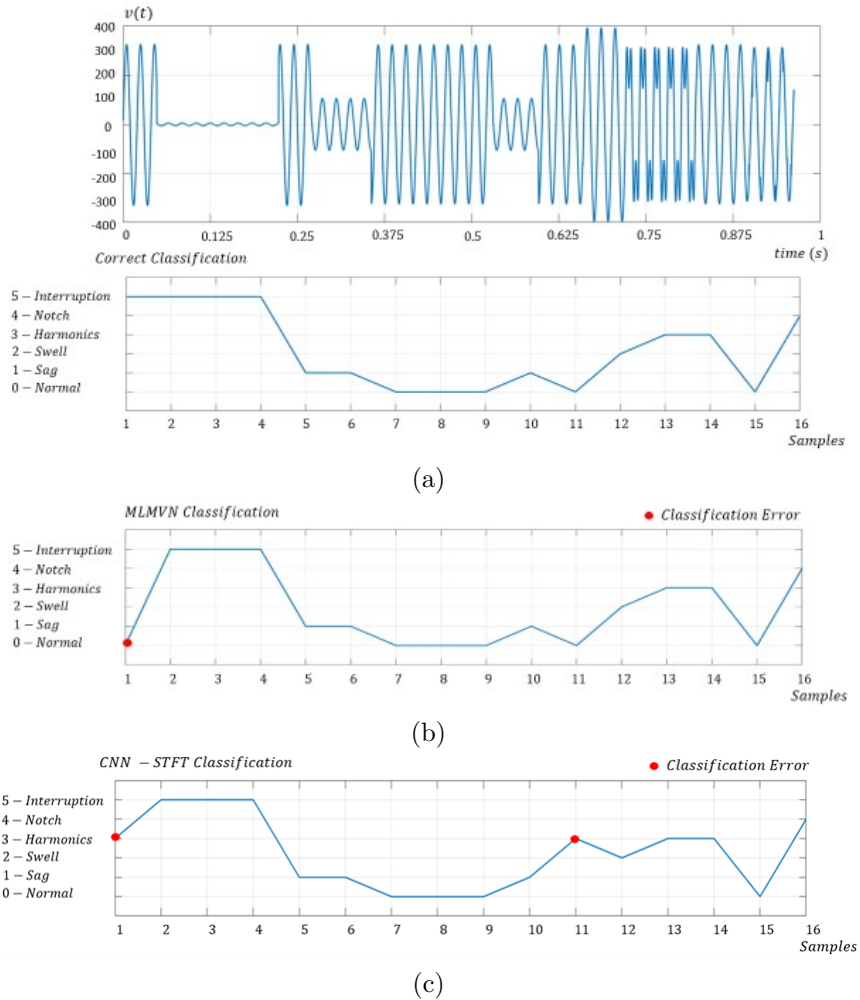 v(t)
400
300
200
100
0
-100
-200
-300
-400
0 0.125 0.25 0.375 0.5 0.625 0.75 0.875 1
time (s)
Correct Classification
5 − Interruption
4 − Notch
3 − Harmonics
2 − Swell
1 − Sag
0 − Normal
1 2 3 4 5 6 7 8 9 10 11 12 13 14 15 16
Samples
(a)
MLMVN Classification
Classification Error
5 − Interruption
4 − Notch
3 − Harmonics
2 − Swell
1 − Sag
0 − Normal
1 2 3 4 5 6 7 8 9 10 11 12 13 14 15 16
Samples
(b)
CNN − STFT Classification
Classification Error
5 − Interruption
4 − Notch
3 − Harmonics
2 − Swell
1 − Sag
0 − Normal
1 2 3 4 5 6 7 8 9 10 11 12 13 14 15 16
Samples
(c)